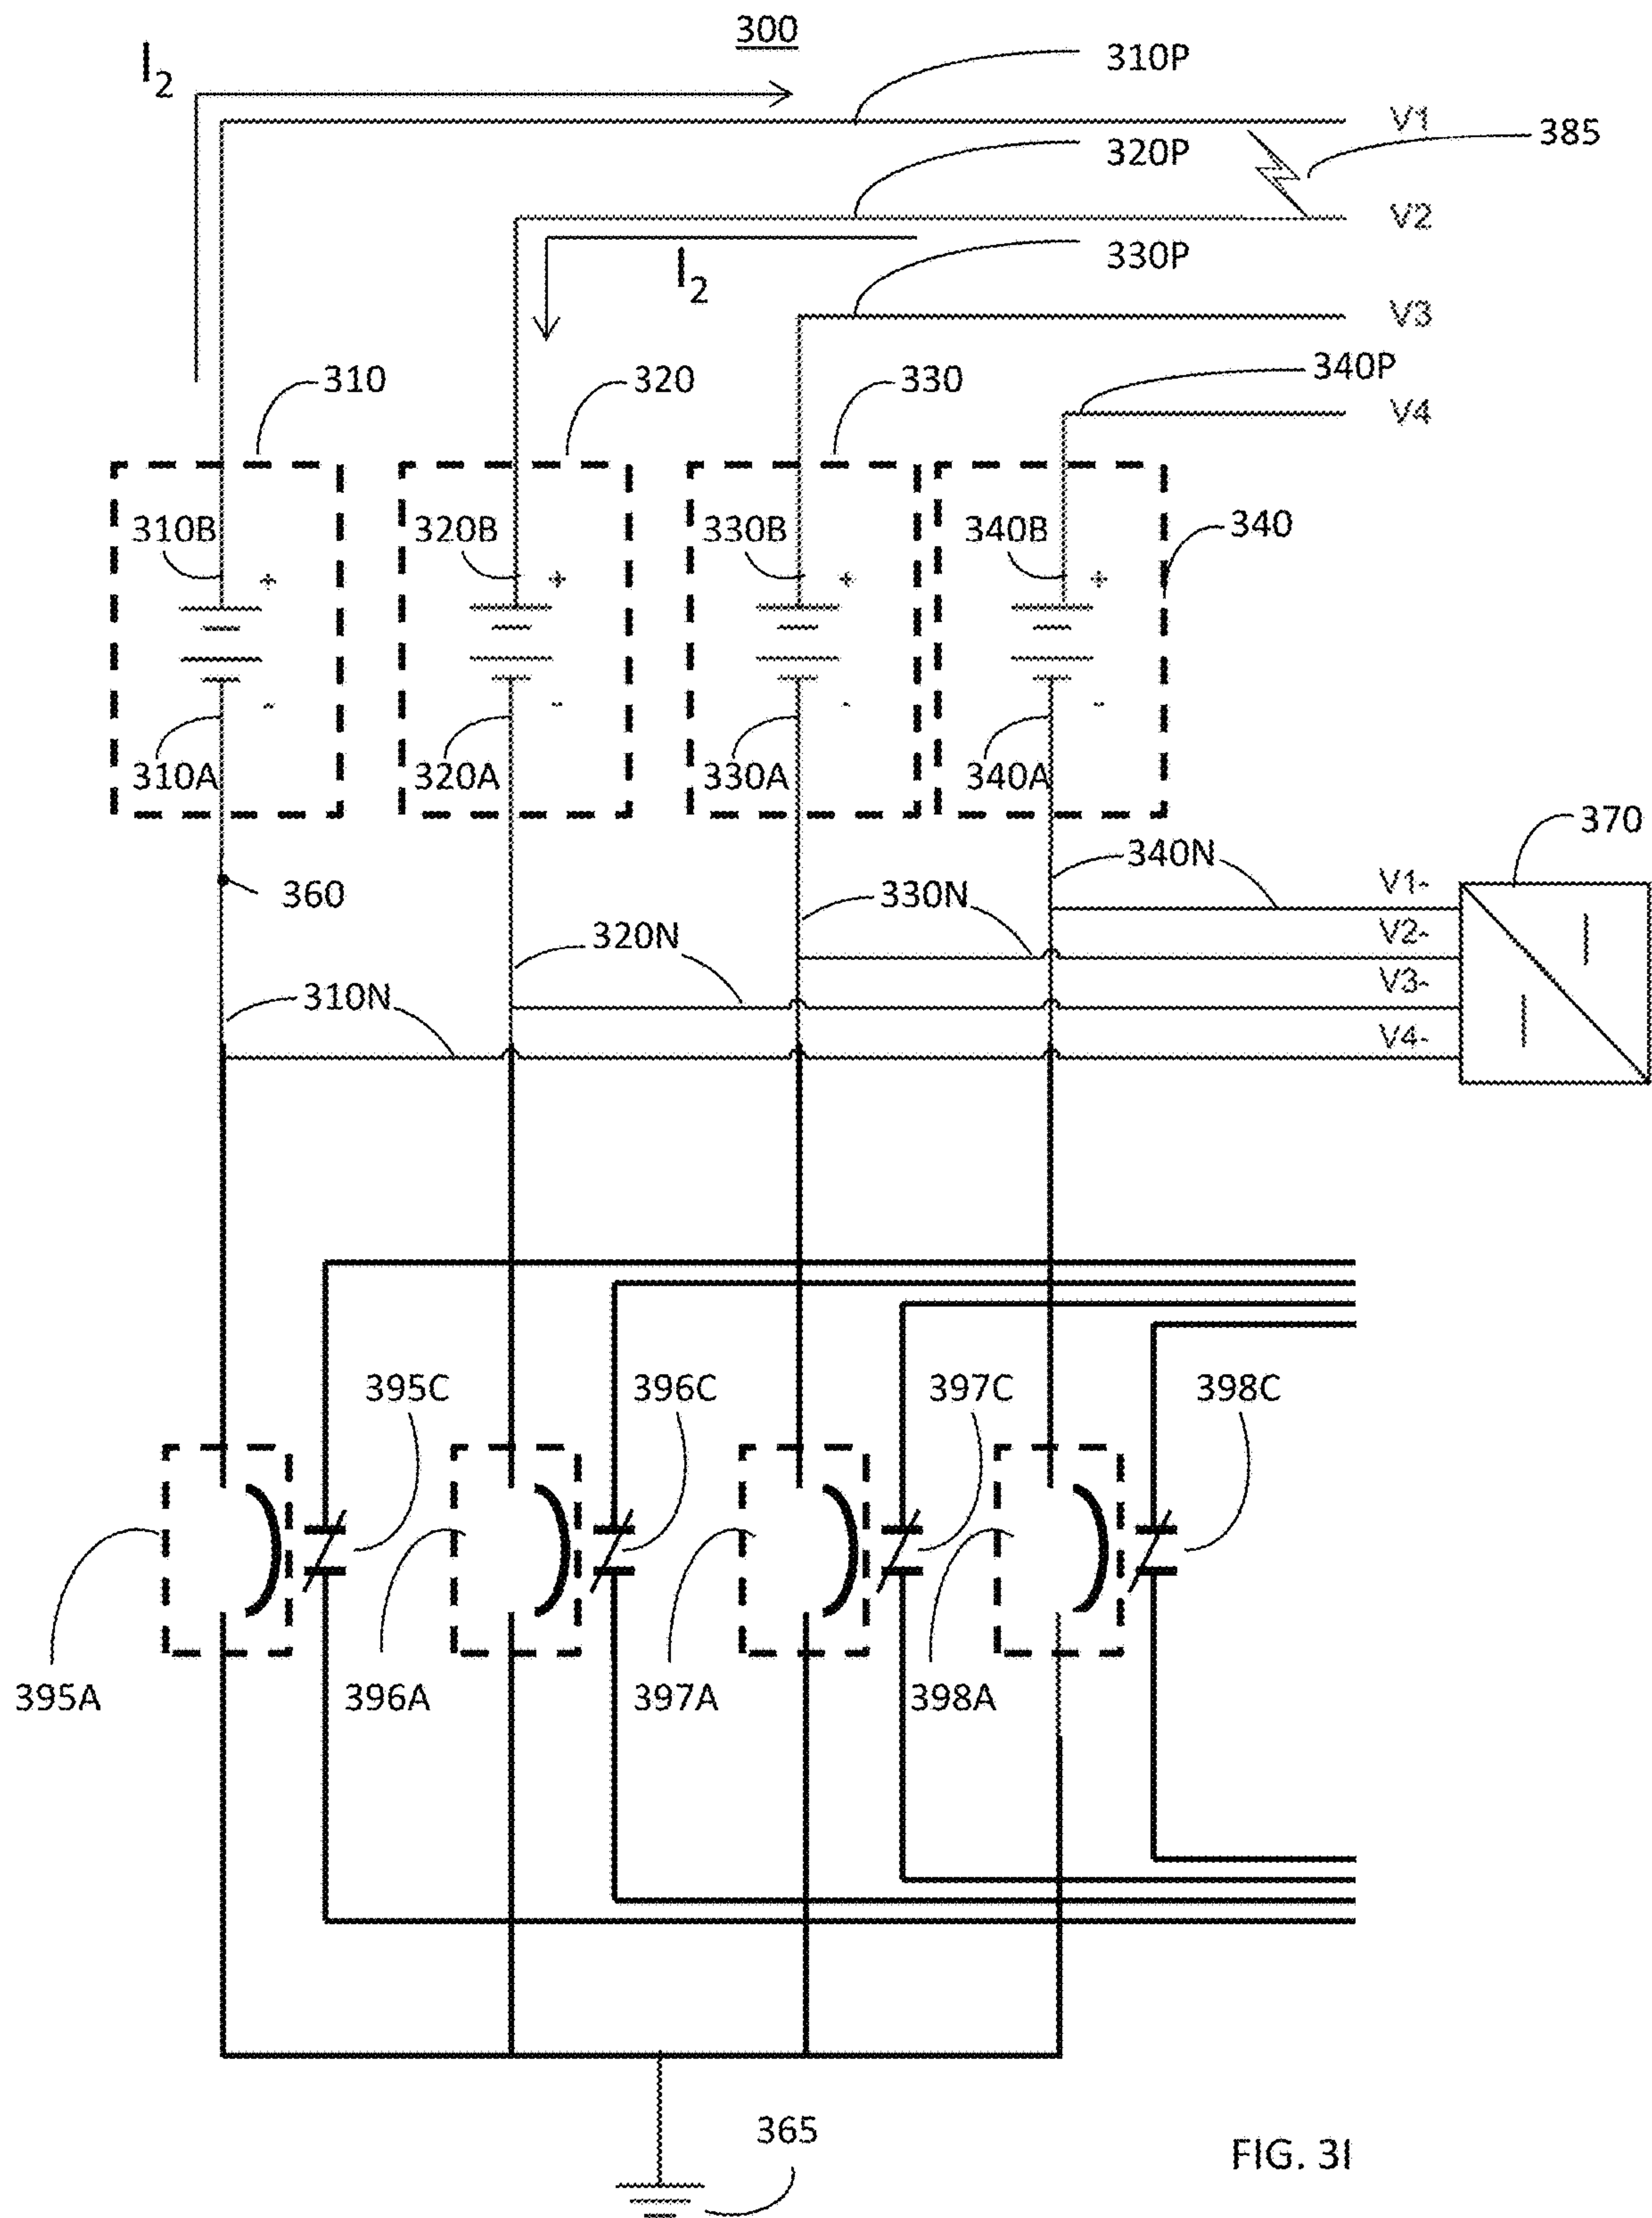 300
I2
310P
V1
385
320P
V2
I2
330P
V3
340P
310
320
330
V4
310B
320B
330B
340B
340
+
+
+
+
-
-
-
-
310A
320A
330A
340A
370
340N
V1-
360
330N
V2-
320N
V3-
310N
V4-
395C
396C
397C
398C
395A
396A
397A
398A
365
FIG. 3I